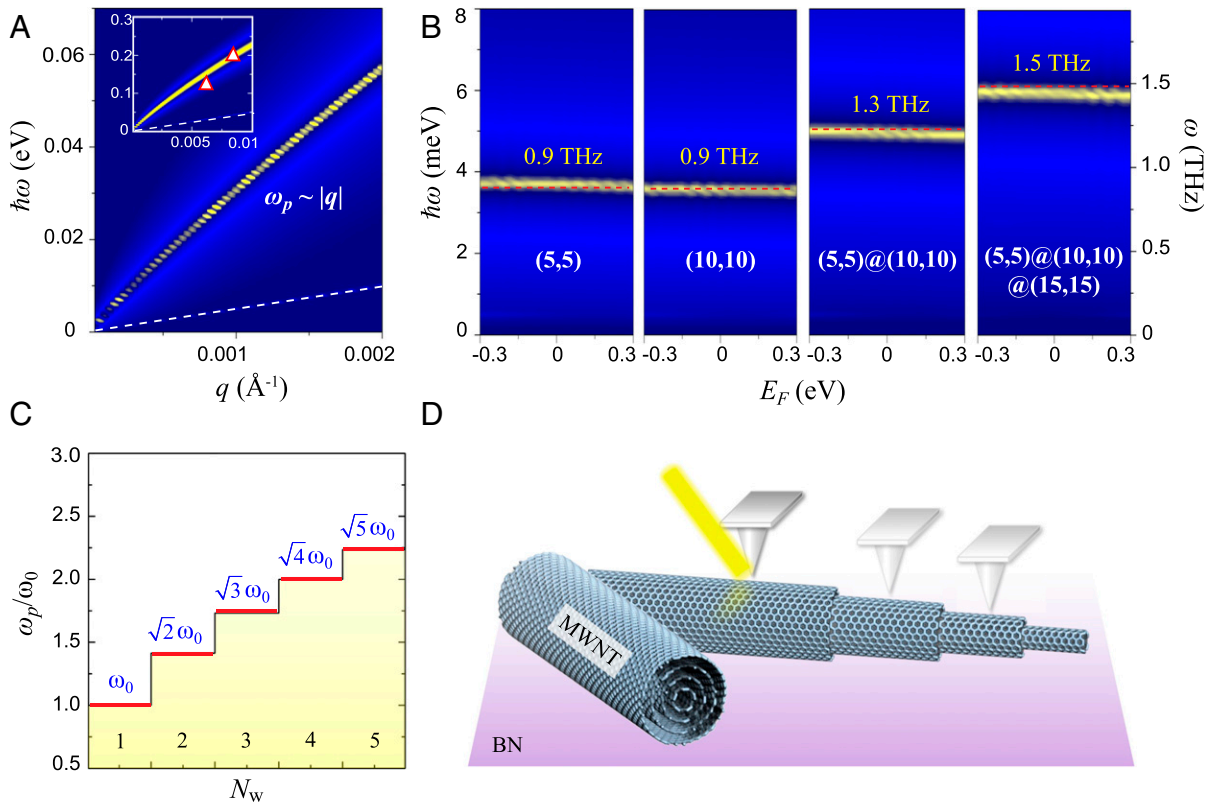 A
0.06
0.04
0.02
0
ħω (eV)
0.001
0.002
q (Å⁻¹)
ωₚ ~ |q|
0.3
0.2
0.1
0
0.005
0.01
B
8
6
4
2
0
ħω (meV)
0.9 THz
(5,5)
-0.3
0
0.3
0.9 THz
(10,10)
-0.3
0
0.3
1.3 THz
(5,5)@(10,10)
-0.3
0
0.3
1.5 THz
(5,5)@(10,10)
@(15,15)
-0.3
0
0.3
1.5
1.0
0.5
0
ω (THz)
E_F (eV)
C
3.0
2.5
2.0
1.5
1.0
0.5
ωₚ/ω₀
ω₀
√2 ω₀
√3 ω₀
√4 ω₀
√5 ω₀
1
2
3
4
5
N_w
D
MWNT
BN